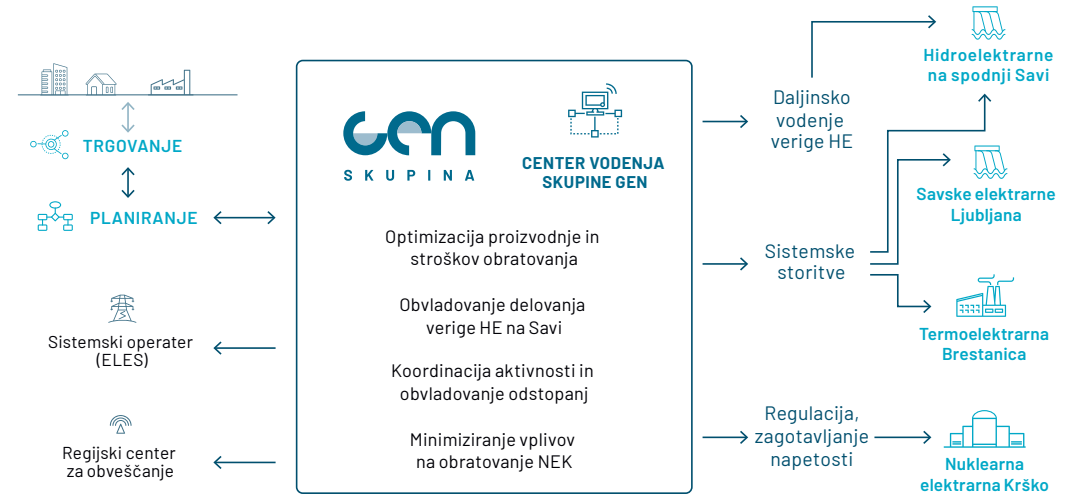 TRGOVANJE
PLANIRANJE
Sistemski operater
(ELES)
Regijski center
za obveščanje
gen
SKUPINA
CENTER VODENJA
SKUPINE GEN
Optimizacija proizvodnje in
stroškov obratovanja
Obvladovanje delovanja
verige HE na Savi
Koordinacija aktivnosti in
obvladovanje odstopanj
Minimiziranje vplivov
na obratovanje NEK
Daljinsko
vodenje
verige HE
Sistemske
storitve
Regulacija,
zagotavljanje
napetosti
Hidroelektrarne
na spodnji Savi
Savske elektrarne
Ljubljana
Termoelektrarna
Brestanica
Nuklearna
elektrarna Krško